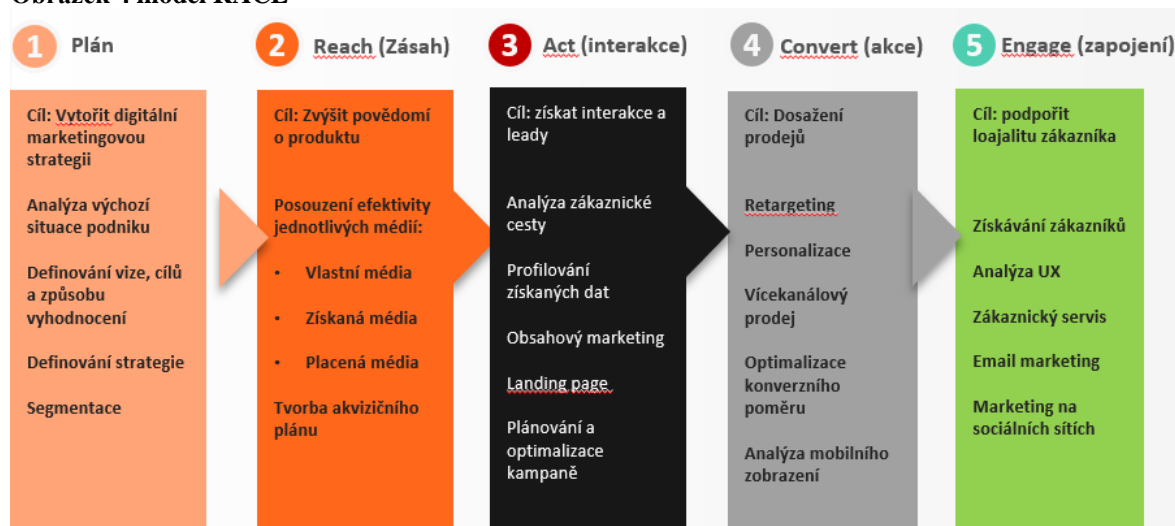 Obrázek 4 model RACE
1 Plán
Cíl: Vytořit digitální
marketingovou
strategii
Analýza výchozí
situace podniku
Definování vize, cílů
a způsobu
vyhodnocení
Definování strategie
Segmentace
2 Reach (Zásah)
Cíl: Zvýšit povědomí
o produktu
Posouzení efektivity
jednotlivých médií:
• Vlastní média
• Získaná média
• Placená média
Tvorba akvizičního
plánu
3 Act (interakce)
Cíl: získat interakce a
leady
Analýza zákaznické
cesty
Profilování
získaných dat
Obsahový marketing
Landing page
Plánování a
optimalizace
kampaně
4 Convert (akce)
Cíl: Dosažení
prodejů
Retargeting
Personalizace
Vícekanálový
prodej
Optimalizace
konverzního
poměru
Analýza mobilního
zobrazení
5 Engage (zapojení)
Cíl: podpořit
loajalitu zákazníka
Získávání zákazníků
Analýza UX
Zákaznický servis
Email marketing
Marketing na
sociálních sítích